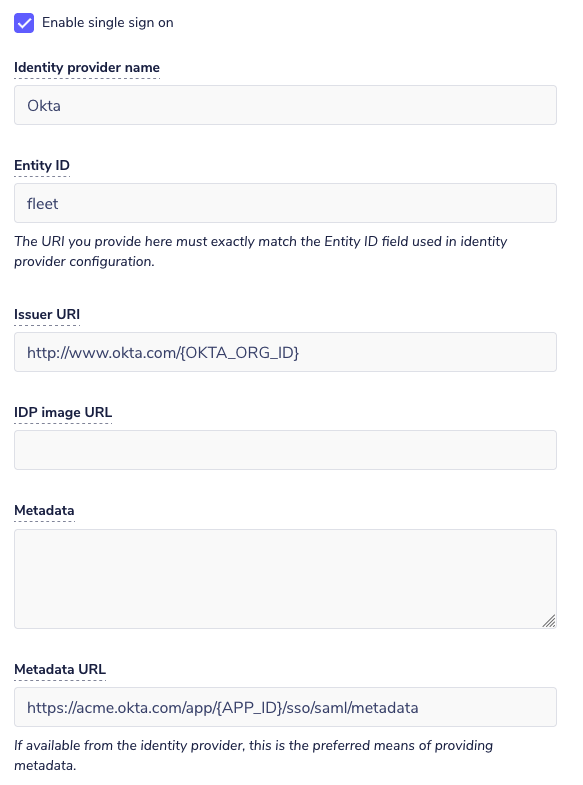 Enable single sign on
Identity provider name
Okta
Entity ID
fleet
The URI you provide here must exactly match the Entity ID field used in identity
provider configuration.
Issuer URI
http://www.okta.com/{OKTA_ORG_ID}
IDP image URL
Metadata
Metadata URL
https://acme.okta.com/app/{APP_ID}/sso/saml/metadata
If available from the identity provider, this is the preferred means of providing
metadata.